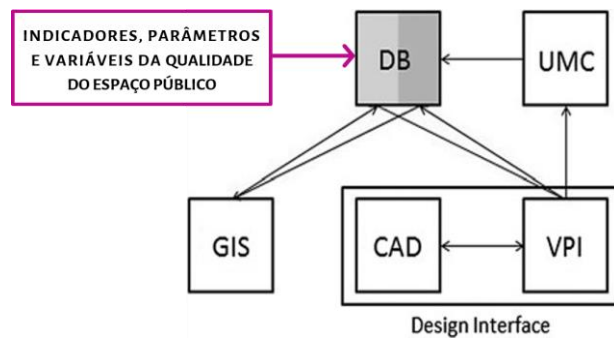 INDICADORES, PARÂMETROS
E VARIÁVEIS DA QUALIDADE
DO ESPAÇO PÚBLICO
DB
UMC
GIS
CAD
VPI
Design Interface